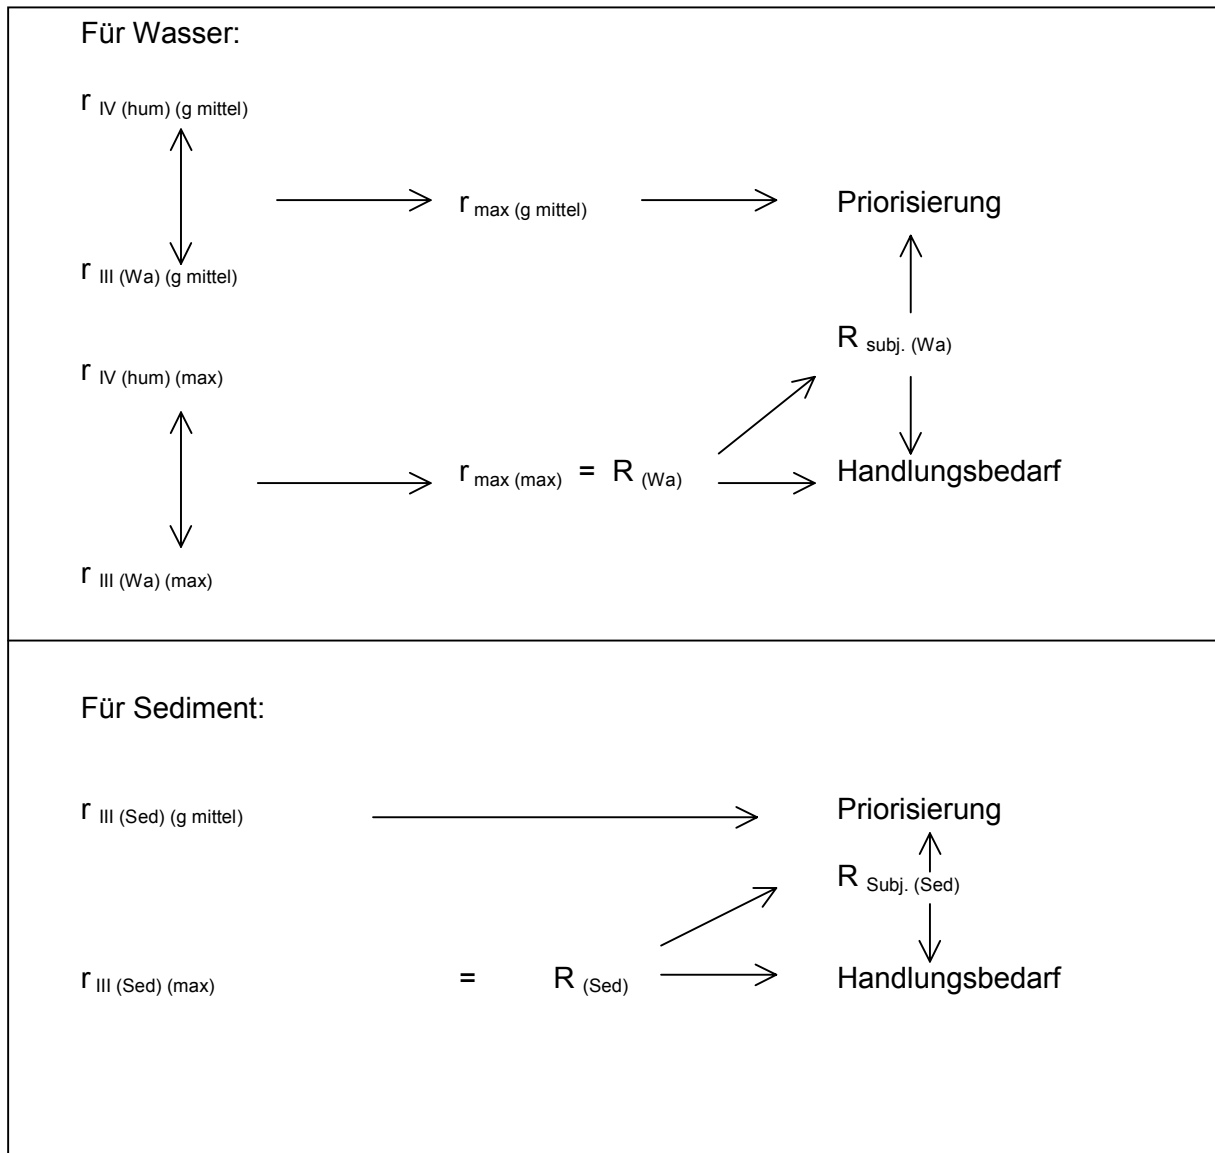 Für Wasser:
r IV (hum) (g mittel)
r max (g mittel) Priorisierung
r III (Wa) (g mittel)
R subj. (Wa)
r IV (hum) (max)
r max (max) = R (Wa) Handlungsbedarf
r III (Wa) (max)
Für Sediment:
r III (Sed) (g mittel) Priorisierung
R Subj. (Sed)
r III (Sed) (max) = R (Sed) Handlungsbedarf